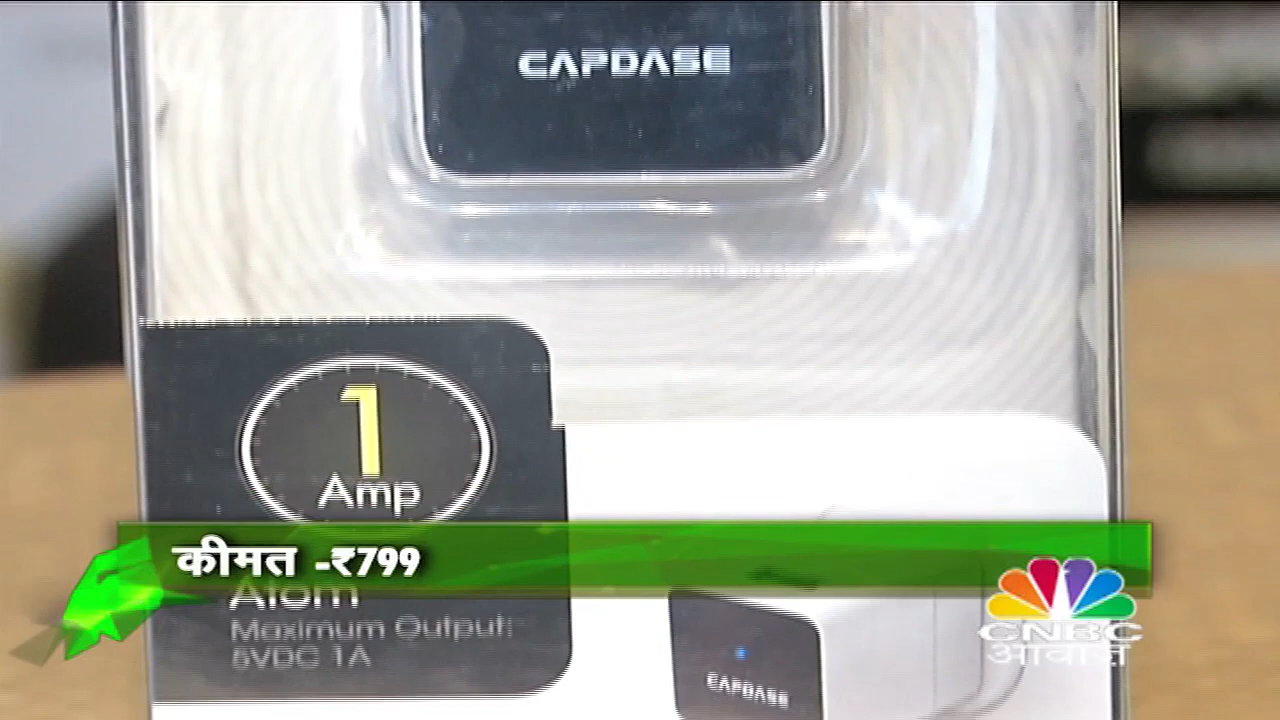 CAPDASE
1
Amp
कीमत -₹799
Atom
Maximum Output:
5VDC 1A
CAPDASE
CNBC
आवाज़